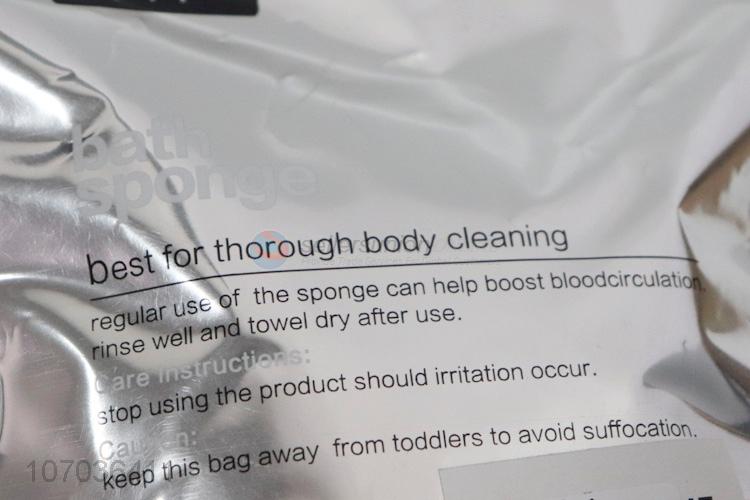 bath
sponge
best for thorough body cleaning
regular use of the sponge can help boost bloodcirculation.
rinse well and towel dry after use.
Care instructions:
stop using the product should irritation occur.
Caution:
keep this bag away from toddlers to avoid suffocation.